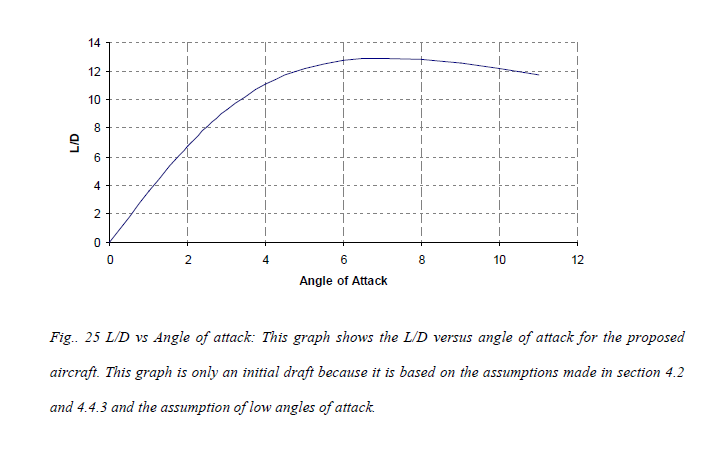 14
12
10
8
6
4
2
0
L/D
0 2 4 6 8 10 12
Angle of Attack
Fig.. 25 L/D vs Angle of attack: This graph shows the L/D versus angle of attack for the proposed
aircraft. This graph is only an initial draft because it is based on the assumptions made in section 4.2
and 4.4.3 and the assumption of low angles of attack.